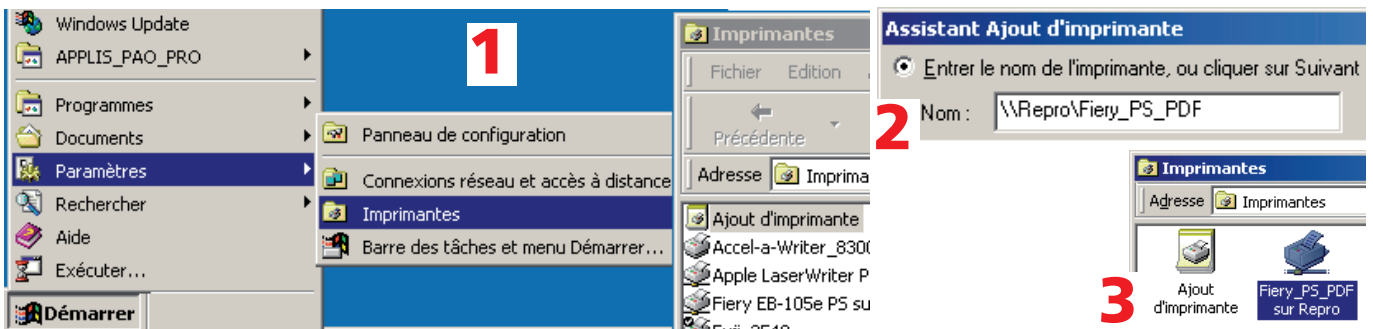 Windows Update
APPLIS_PAO_PRO
Programmes
Documents
Paramètres
Rechercher
Aide
Exécuter...
Démarrer
1
Panneau de configuration
Connexions réseau et accès à distance
Imprimantes
Barre des tâches et menu Démarrer...
Imprimantes
Fichier Edition
Précédente
Adresse Imprima
Ajout d'imprimante
Accel-a-Writer_8300
Apple LaserWriter P
Fiery EB-105e PS su
2
Assistant Ajout d'imprimante
Entrer le nom de l'imprimante, ou cliquer sur Suivant
Nom : \\Repro\Fiery_PS_PDF
3
Imprimantes
Adresse Imprimantes
Ajout
d'imprimante
Fiery_PS_PDF
sur Repro